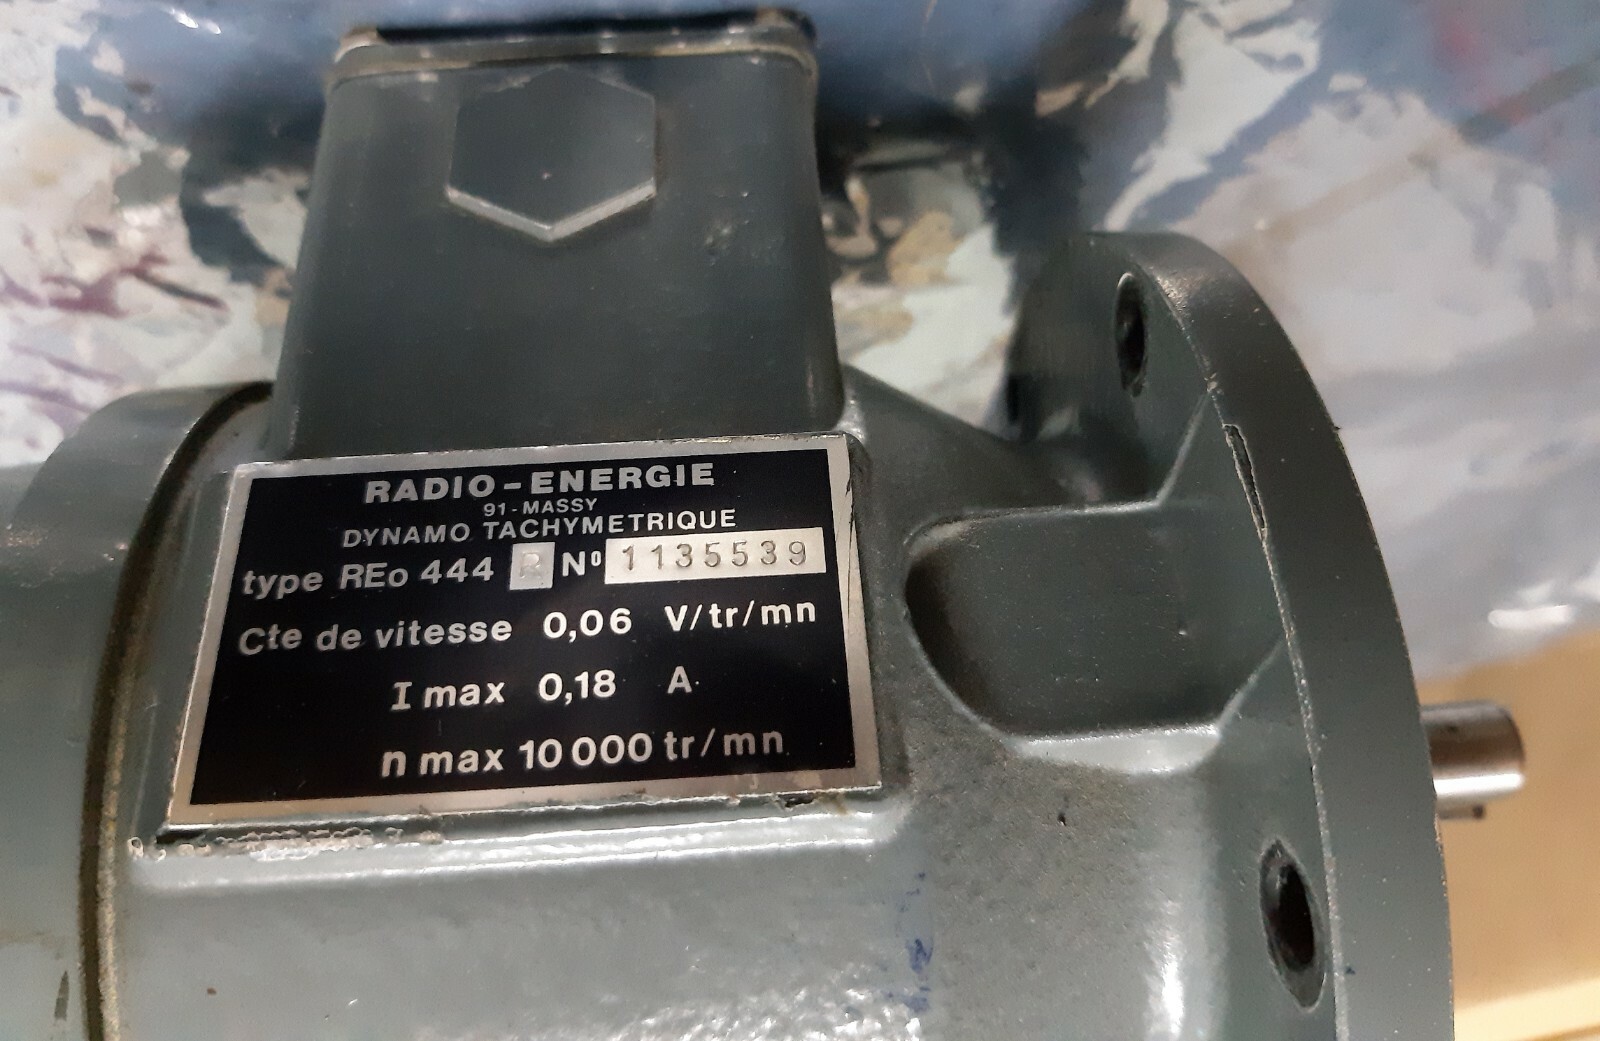 RADIO-ENERGIE
91-MASSY
DYNAMO TACHYMETRIQUE
type REo 444 R Nº 1135539
Cte de vitesse 0,06 V/tr/mn
I max 0,18 A
n max 10 000 tr/mn